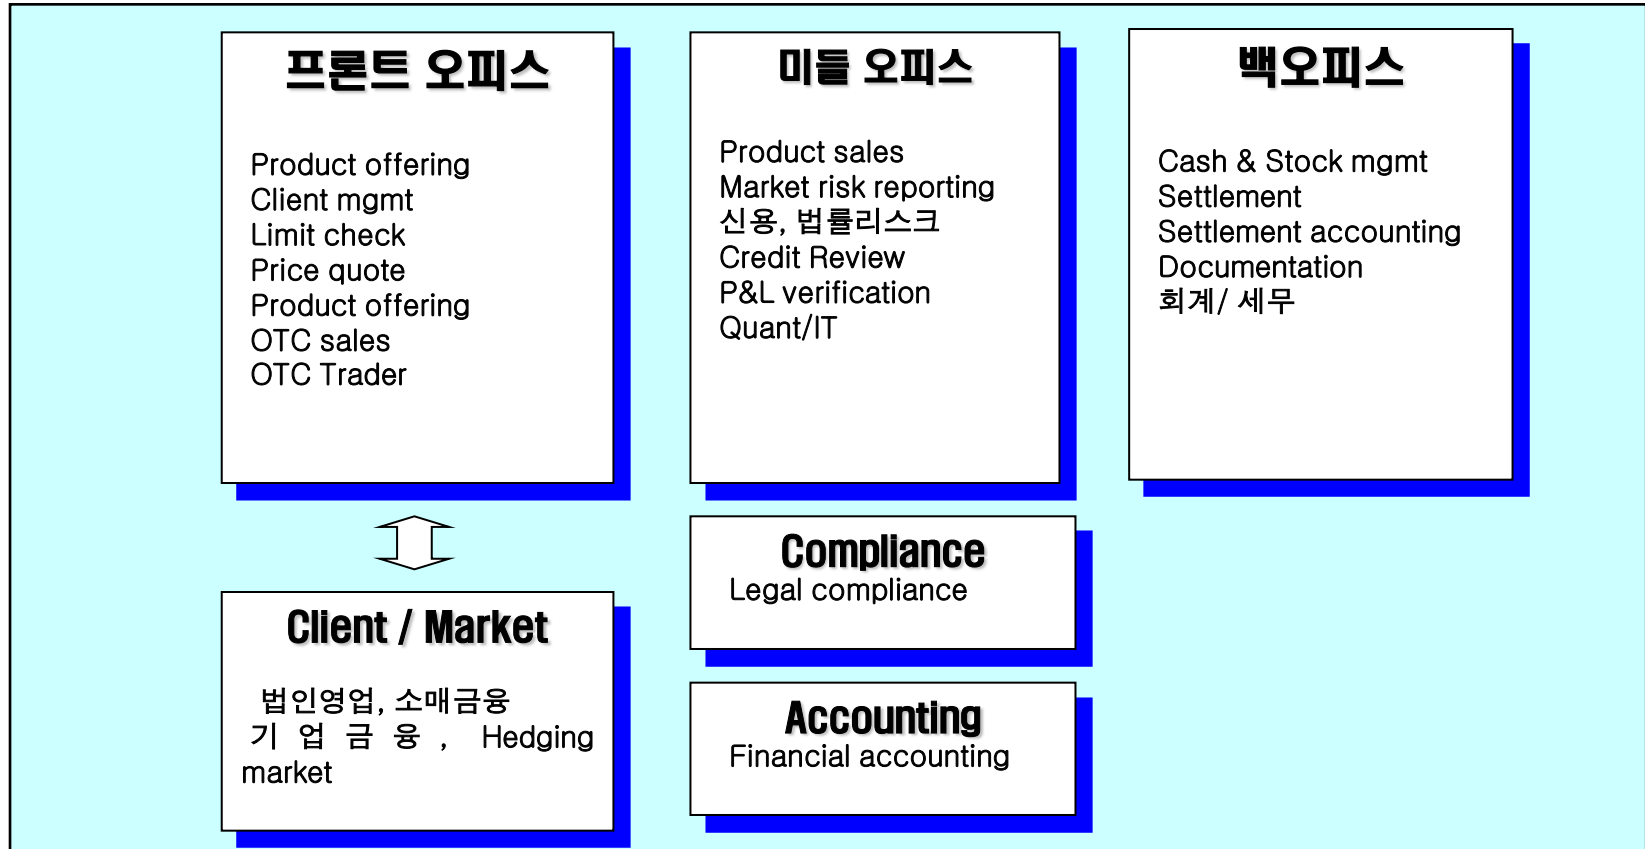 프론트 오피스
Product offering
Client mgmt
Limit check
Price quote
Product offering
OTC sales
OTC Trader
미들 오피스
Product sales
Market risk reporting
신용, 법률리스크
Credit Review
P&L verification
Quant/IT
백오피스
Cash & Stock mgmt
Settlement
Settlement accounting
Documentation
회계/ 세무
Client / Market
법인영업, 소매금융
기 업 금 융 , Hedging
market
Compliance
Legal compliance
Accounting
Financial accounting